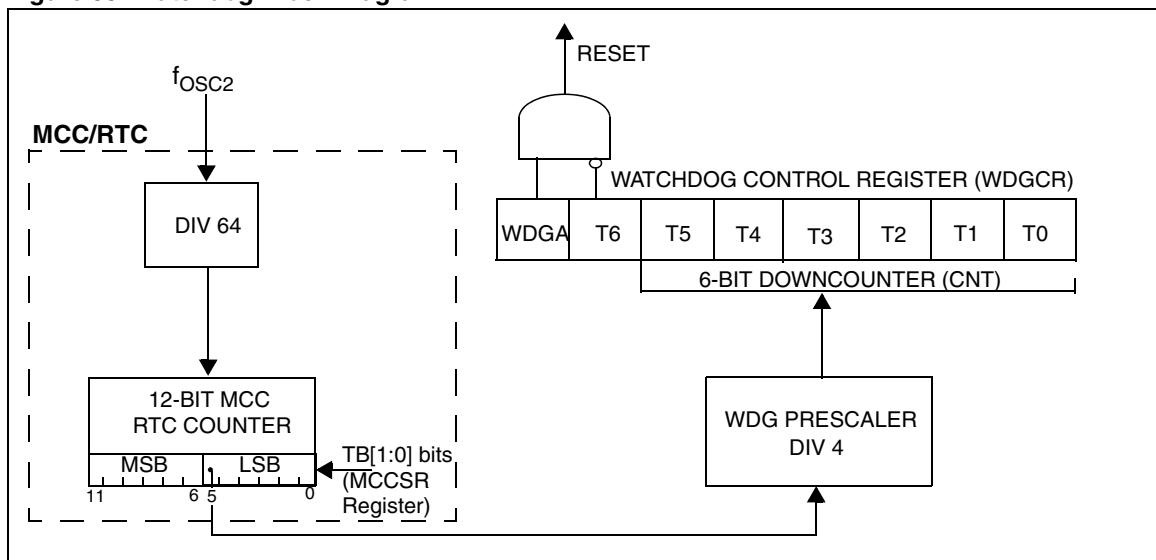 RESET
fOSC2
MCC/RTC
WATCHDOG CONTROL REGISTER (WDGCR)
DIV 64
WDGA T6 T5 T4 T3 T2 T1 T0
6-BIT DOWNCOUNTER (CNT)
12-BIT MCC
RTC COUNTER
MSB LSB
11 6 5 0
TB[1:0] bits
(MCCSR
Register)
WDG PRESCALER
DIV 4